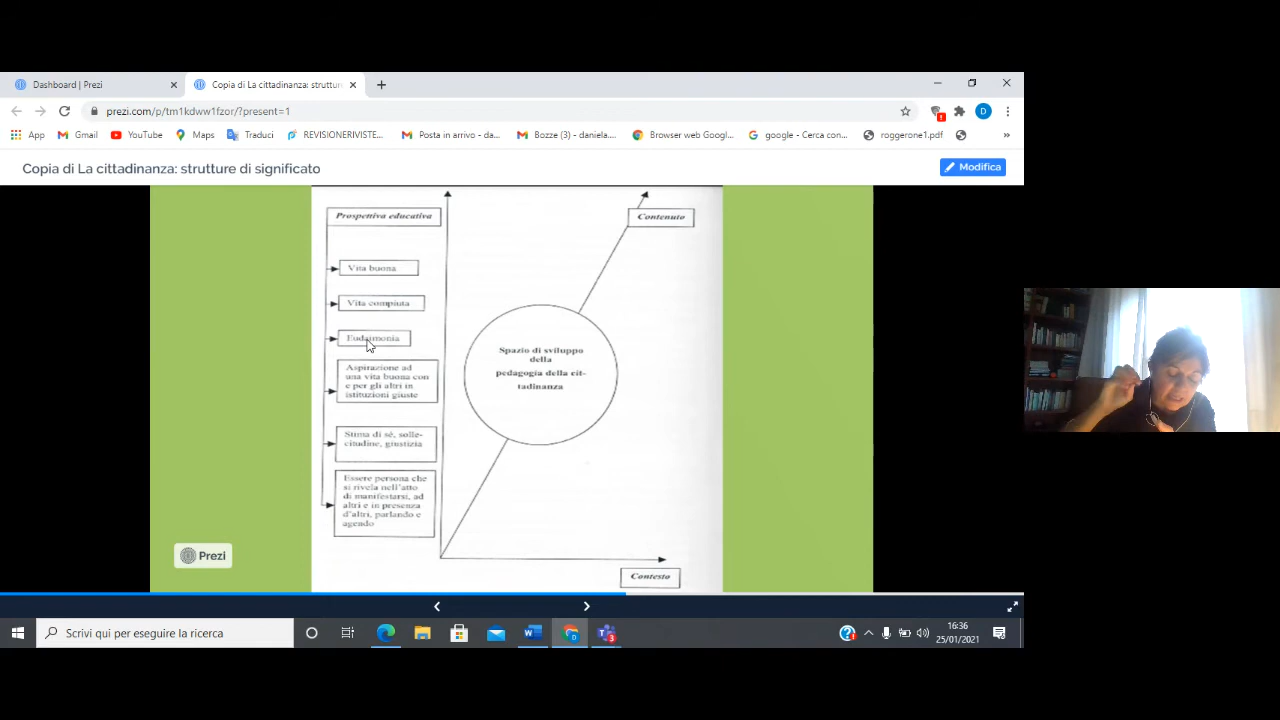 Dashboard | Prezi
Copia di La cittadinanza: struttur
prezi.com/p/tm1kdww1fzor/?present=1
D
App
Gmail
YouTube
Maps
Traduci
REVISIONERIVISTE...
Posta in arrivo - da...
Bozze (3) - daniela....
Browser web Googl...
google - Cerca con...
roggerone1.pdf
»
Copia di La cittadinanza: strutture di significato
Modifica
Prospettiva educativa
Contenuto
Vita buona
Vita compiuta
Eudaimonia
Aspirazione ad
una vita buona con
e per gli altri in
istituzioni giuste
Stima di sé, solle-
citudine, giustizia
Essere persona che
si rivela nell'atto
di manifestarsi, ad
altri e in presenza
d'altri, parlando e
agendo
Spazio di sviluppo
della
pedagogia della cit-
tadinanza
Contesto
Prezi
Scrivi qui per eseguire la ricerca
16:36
25/01/2021